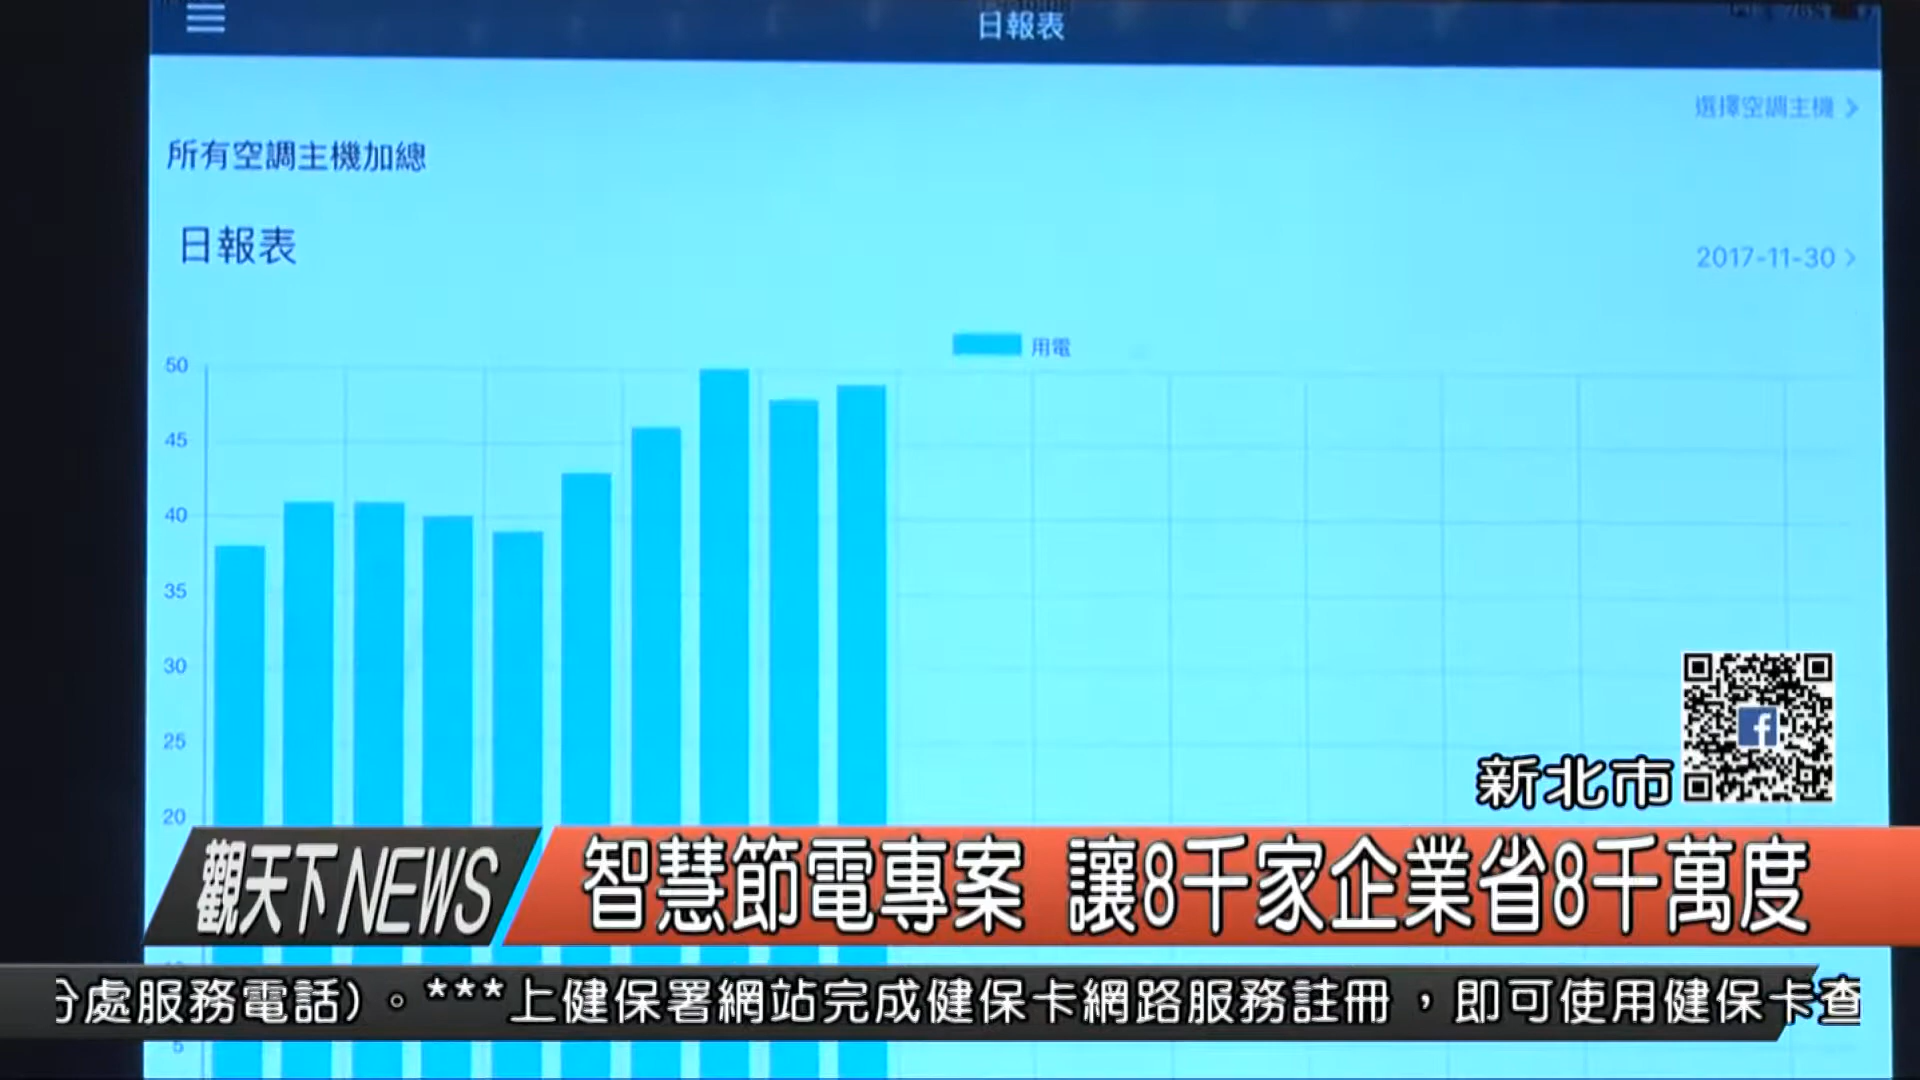 日報表
選擇空調主機 >
所有空調主機加總
日報表
2017-11-30 >
用電
50
45
40
35
30
25
20
新北市
觀天下NEWS
智慧節電專案 讓8千家企業省8千萬度
處服務電話)。***上健保署網站完成健保卡網路服務註冊，即可使用健保卡查
5